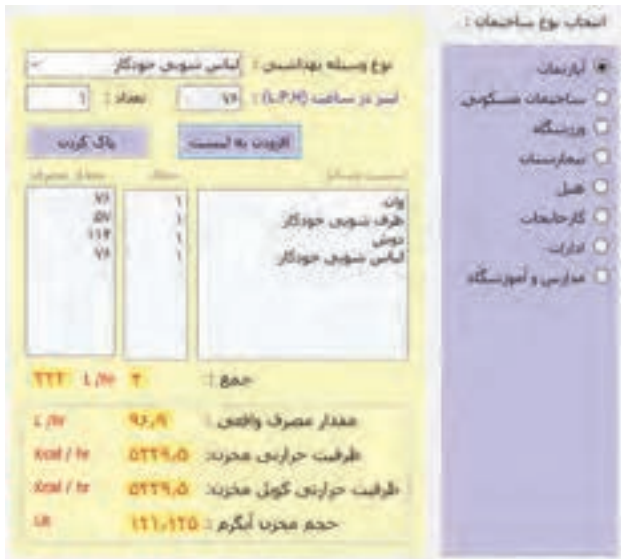 انتخاب نوع ساختمان :
آپارتمان
ساختمان مسکونی
ورزشگاه
بیمارستان
هتل
کارخانجات
ادارات
مدارس و آموزشگاه
نوع وسیله بهداشتی : لباس شویی خودکار
لیتر در ساعت (L.P.H) : ۷۶ تعداد : ۱
افزودن به لیست پاک کردن
تعداد مقدار مصرف
وان ۱ ۷۶
ظرف شویی خودکار ۱ ۵۷
دوش ۱ ۱۱۴
لباس شویی خودکار ۱ ۷۶
جمع : ۴ ۳۲۳ L /hr
مقدار مصرف واقعی : ۹۶٫۹ L /hr
ظرفیت حرارتی مخزن: ۵۳۲۹٫۵ Kcal / hr
ظرفیت حرارتی کویل مخزن: ۵۳۲۹٫۵ Kcal / hr
حجم مخزن آبگرم : ۱۲۱٫۱۲۵ Lit